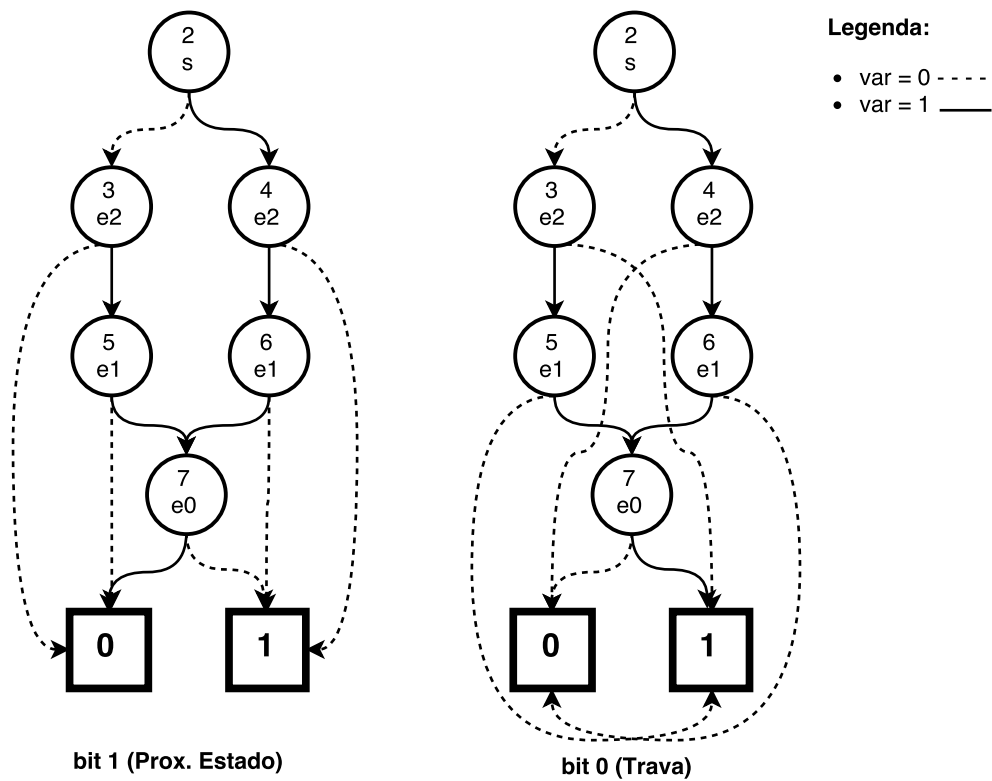 2
s
3
e2
4
e2
5
e1
6
e1
7
e0
0
1
bit 1 (Prox. Estado)
2
s
3
e2
4
e2
5
e1
6
e1
7
e0
0
1
bit 0 (Trava)
Legenda:
• var = 0
• var = 1